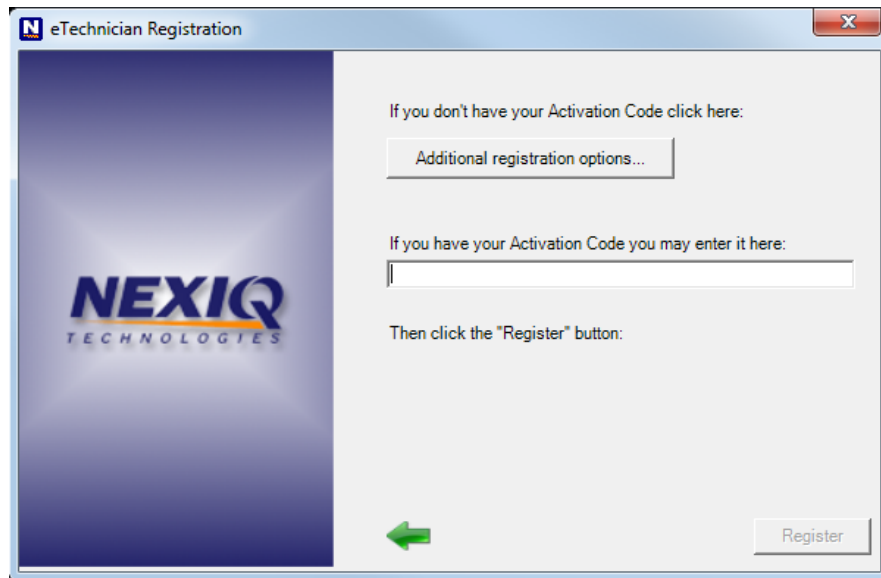 N eTechnician Registration
If you don't have your Activation Code click here:
Additional registration options...
If you have your Activation Code you may enter it here:
NEXIQ
TECHNOLOGIES
Then click the "Register" button:
Register